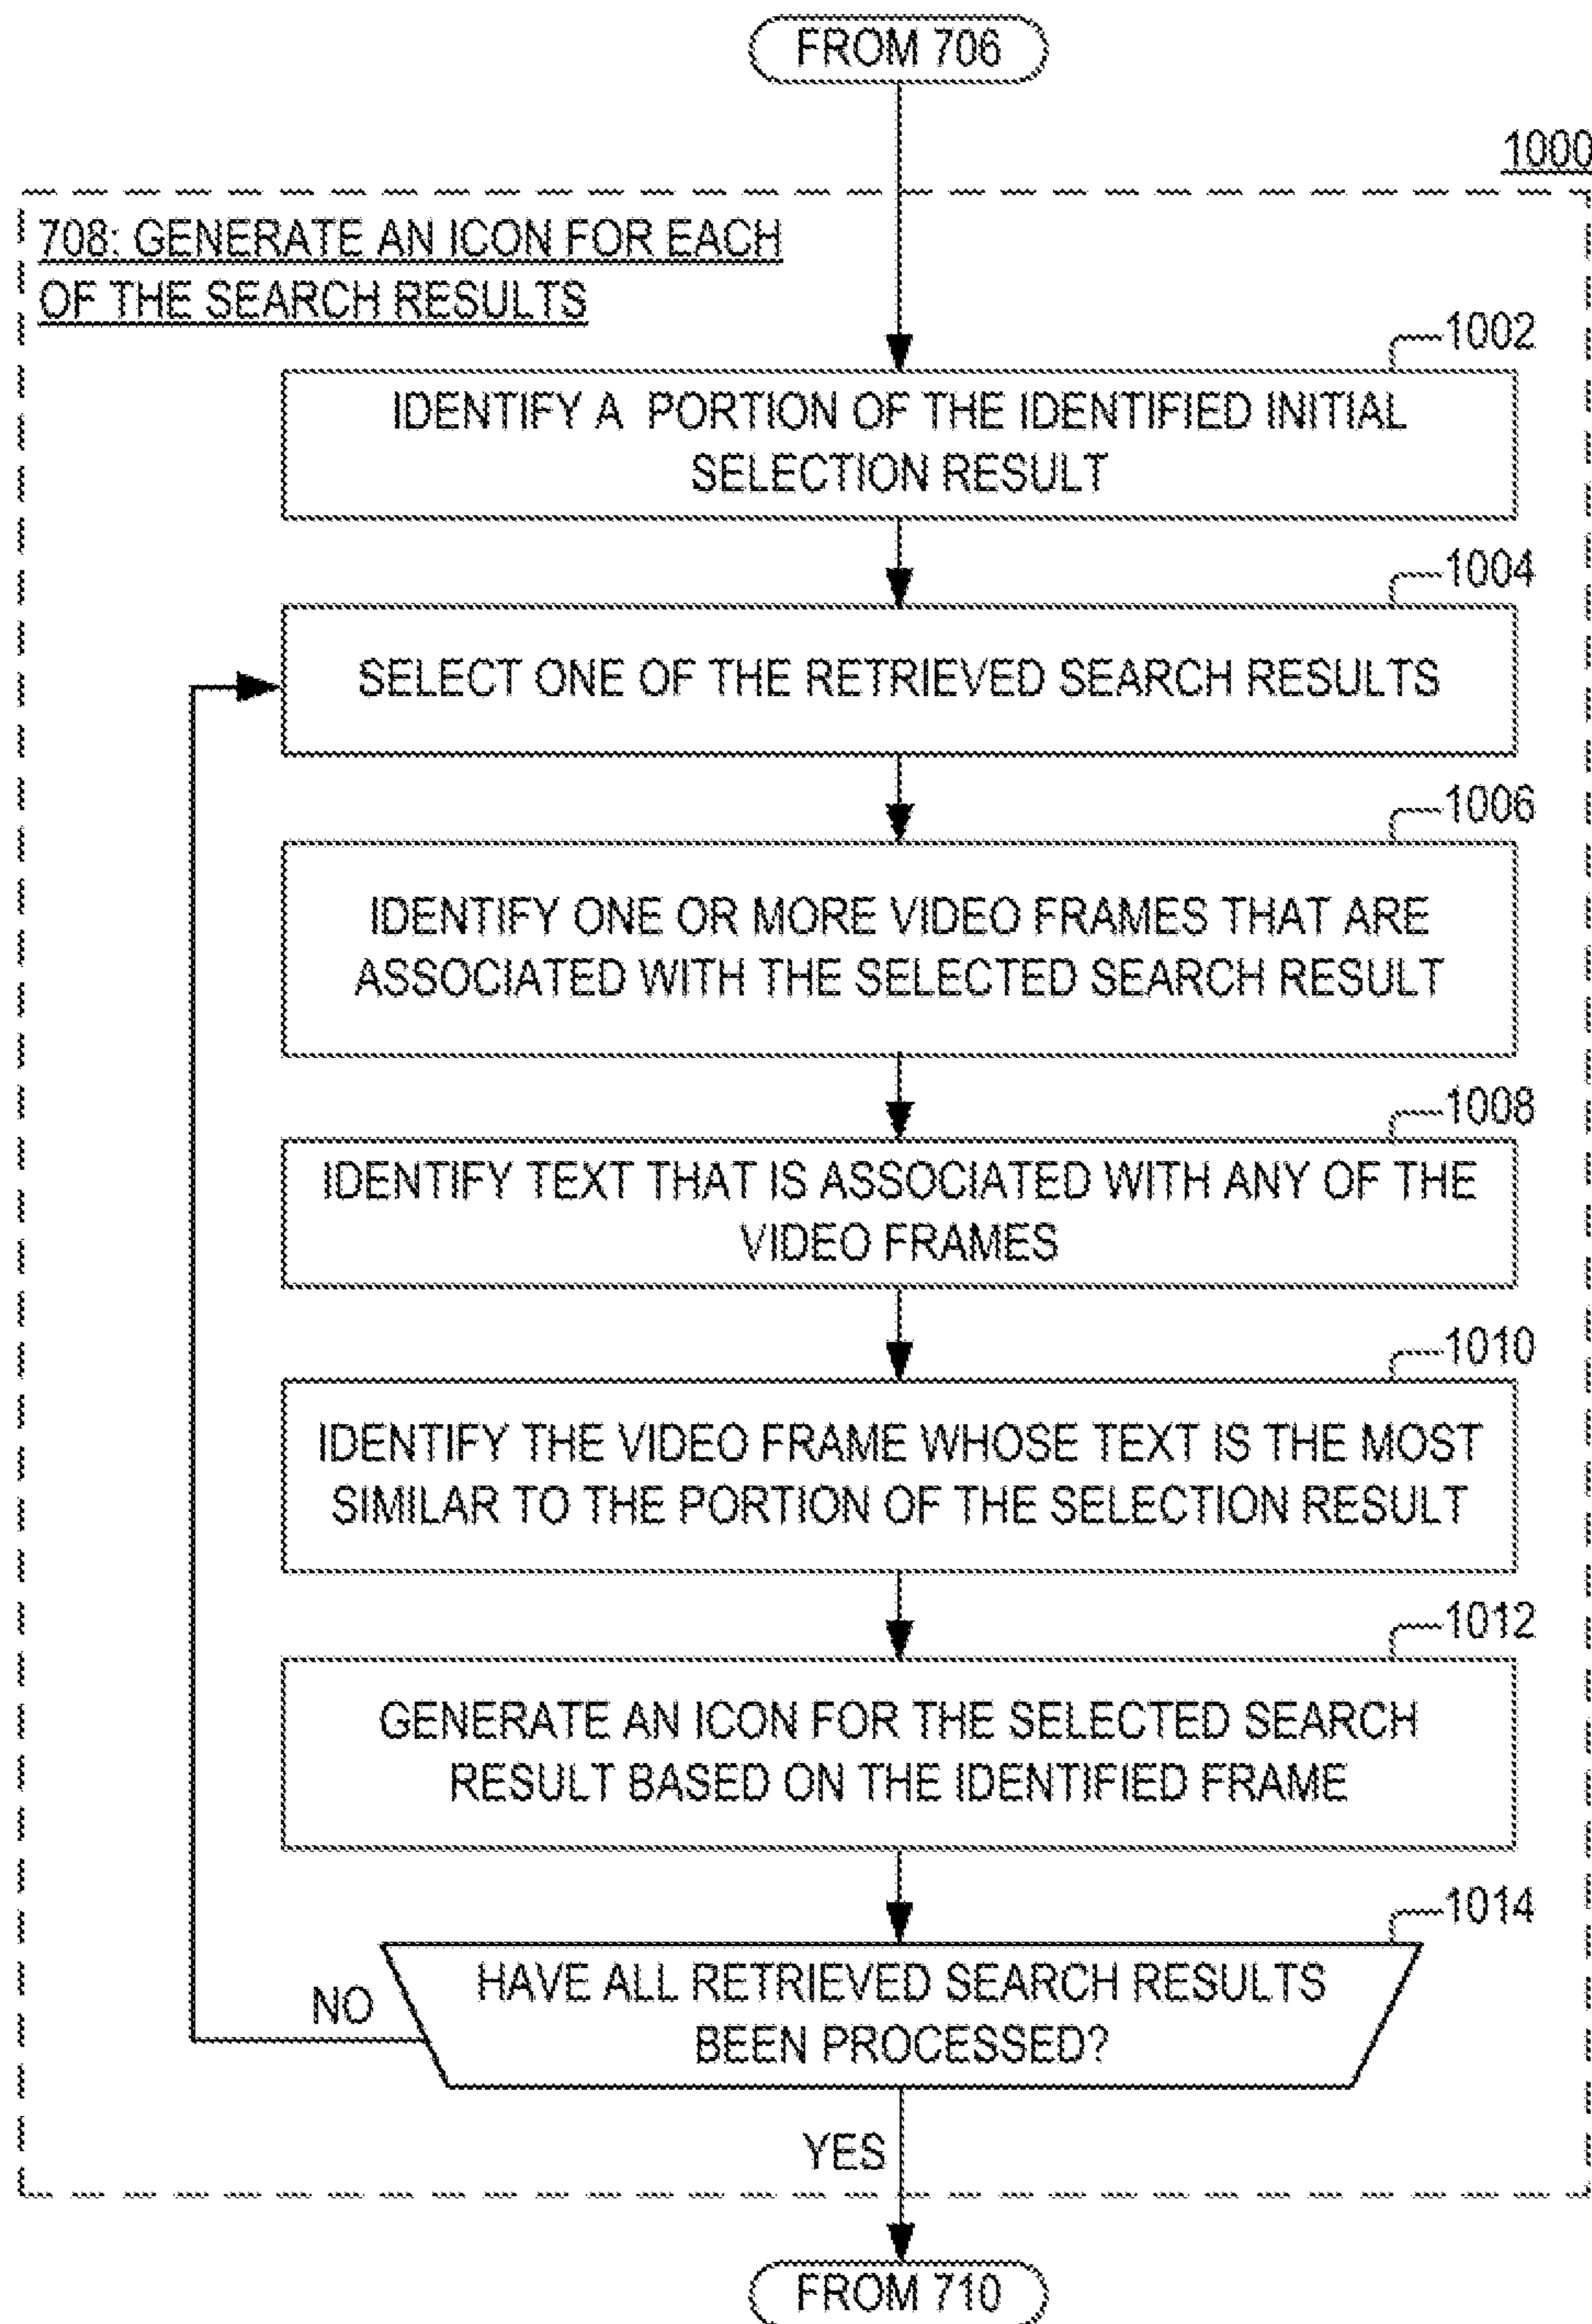 FROM 706
1000
708: GENERATE AN ICON FOR EACH
OF THE SEARCH RESULTS
1002
IDENTIFY A PORTION OF THE IDENTIFIED INITIAL
SELECTION RESULT
1004
SELECT ONE OF THE RETRIEVED SEARCH RESULTS
1006
IDENTIFY ONE OR MORE VIDEO FRAMES THAT ARE
ASSOCIATED WITH THE SELECTED SEARCH RESULT
1008
IDENTIFY TEXT THAT IS ASSOCIATED WITH ANY OF THE
VIDEO FRAMES
1010
IDENTIFY THE VIDEO FRAME WHOSE TEXT IS THE MOST
SIMILAR TO THE PORTION OF THE SELECTION RESULT
1012
GENERATE AN ICON FOR THE SELECTED SEARCH
RESULT BASED ON THE IDENTIFIED FRAME
1014
HAVE ALL RETRIEVED SEARCH RESULTS
BEEN PROCESSED?
NO
YES
FROM 710